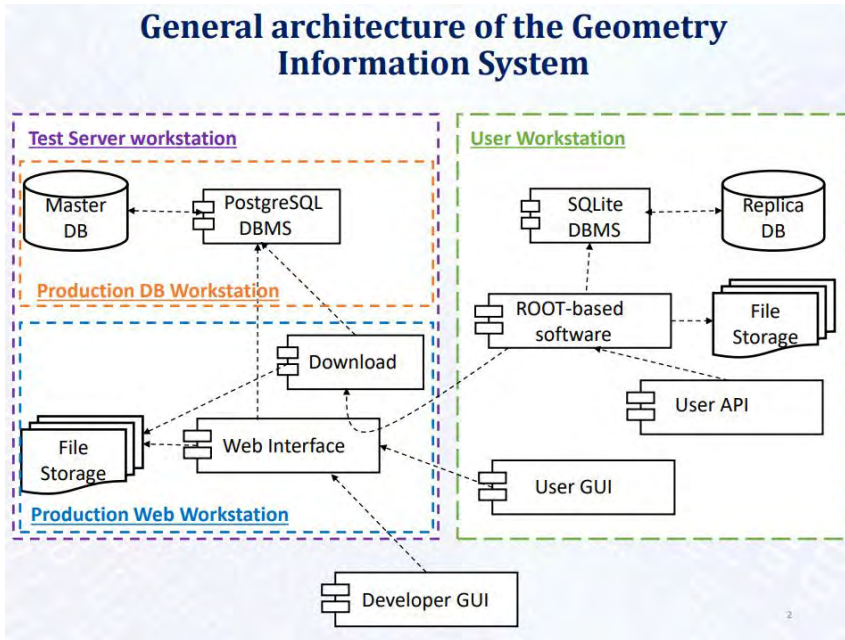 General architecture of the Geometry
Information System
Test Server workstation
Master
DB
PostgreSQL
DBMS
Production DB Workstation
Download
File
Storage
Web Interface
Production Web Workstation
User Workstation
SQLite
DBMS
Replica
DB
ROOT-based
software
File
Storage
User API
User GUI
Developer GUI
2